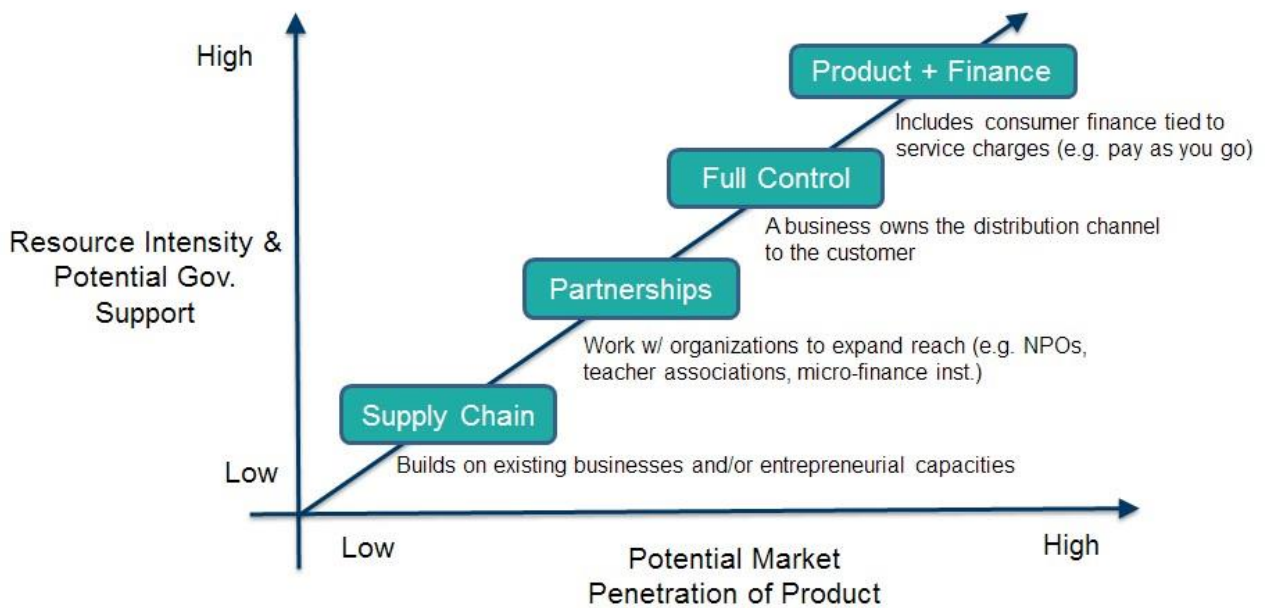 High
Product + Finance
Includes consumer finance tied to
service charges (e.g. pay as you go)
Full Control
A business owns the distribution channel
to the customer
Resource Intensity &
Potential Gov.
Support
Partnerships
Work w/ organizations to expand reach (e.g. NPOs,
teacher associations, micro-finance inst.)
Supply Chain
Builds on existing businesses and/or entrepreneurial capacities
Low
Low
High
Potential Market
Penetration of Product